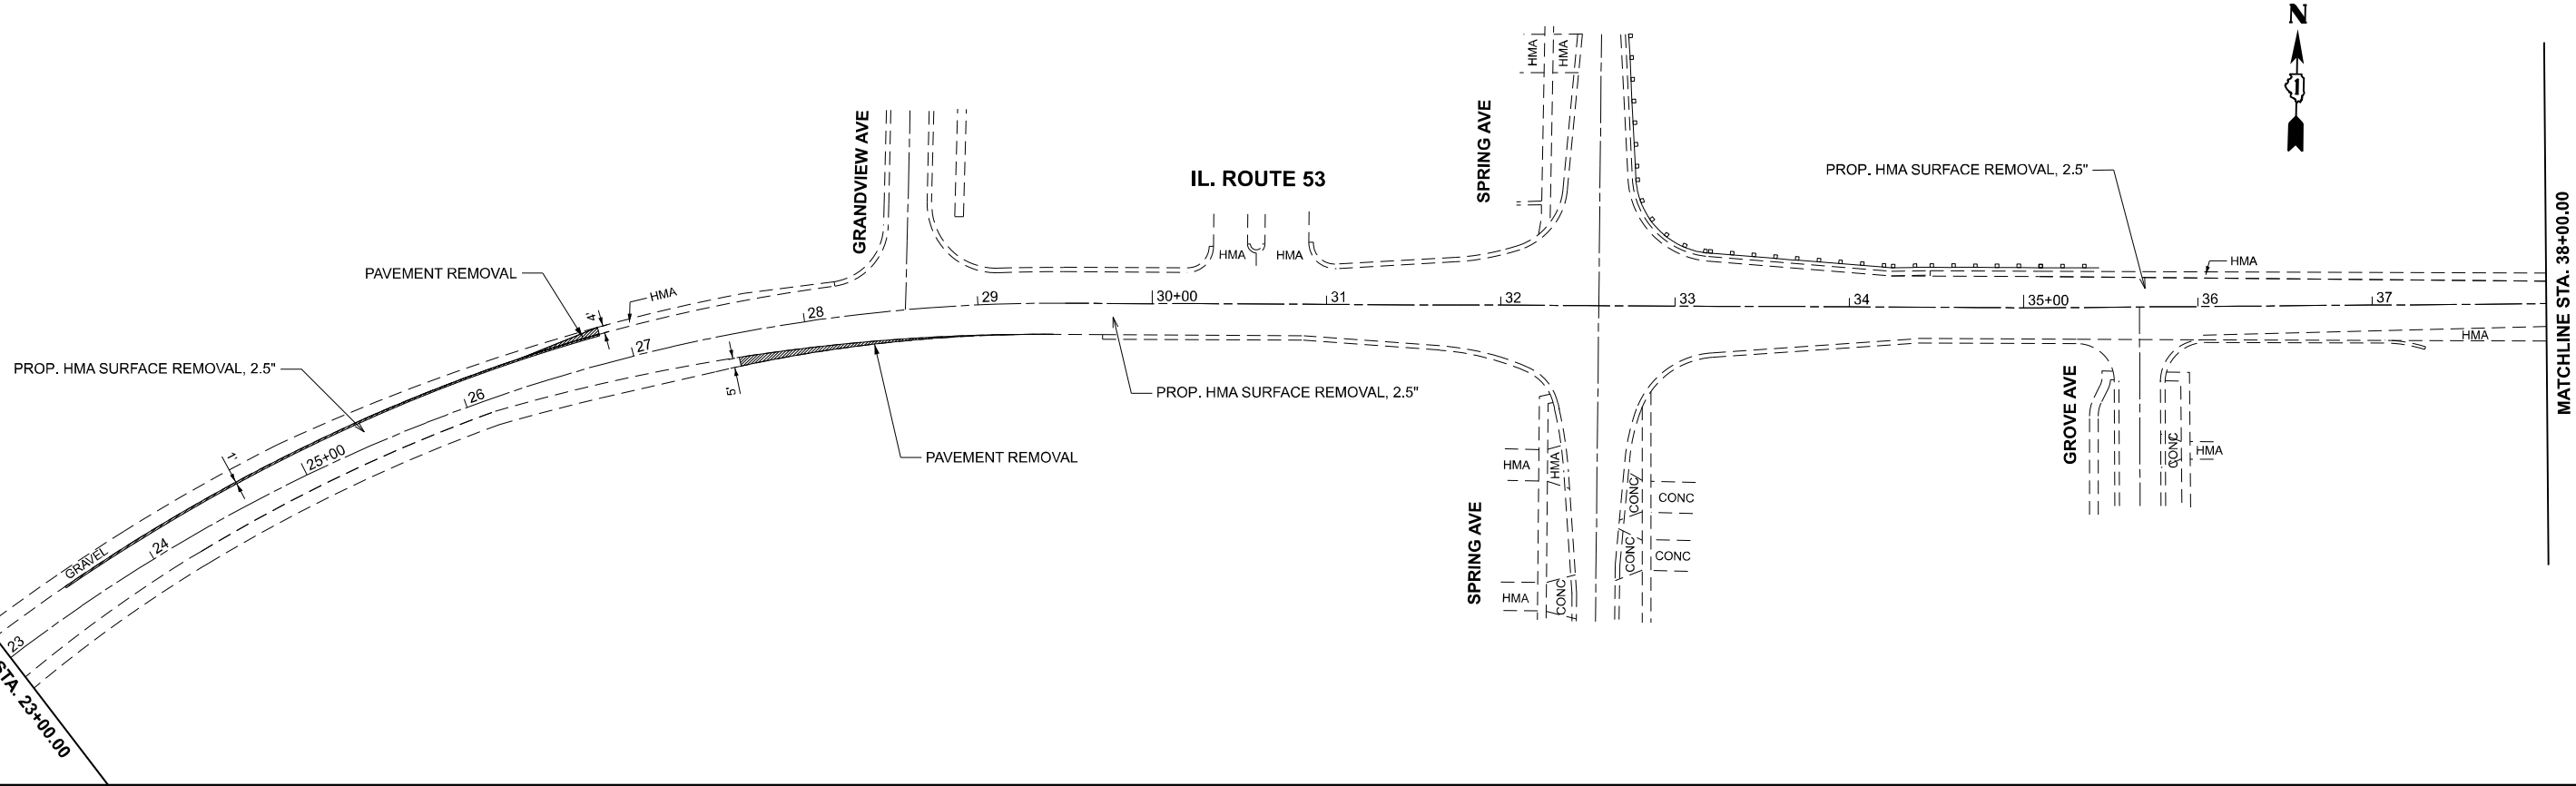 N
1
HMA
HMA
GRANDVIEW AVE
SPRING AVE
IL. ROUTE 53
PROP. HMA SURFACE REMOVAL, 2.5"
MATCHLINE STA. 38+00.00
HMA
HMA
HMA
PAVEMENT REMOVAL
4'
HMA
29
30+00
31
32
33
34
35+00
36
37
28
27
HMA
PROP. HMA SURFACE REMOVAL, 2.5"
26
5'
PROP. HMA SURFACE REMOVAL, 2.5"
GROVE AVE
PAVEMENT REMOVAL
1'
25+00
HMA
HMA
CONC
HMA
CONC
CONC
24
GRAVEL
SPRING AVE
CONC
CONC
HMA
CONC
23
STA. 23+00.00